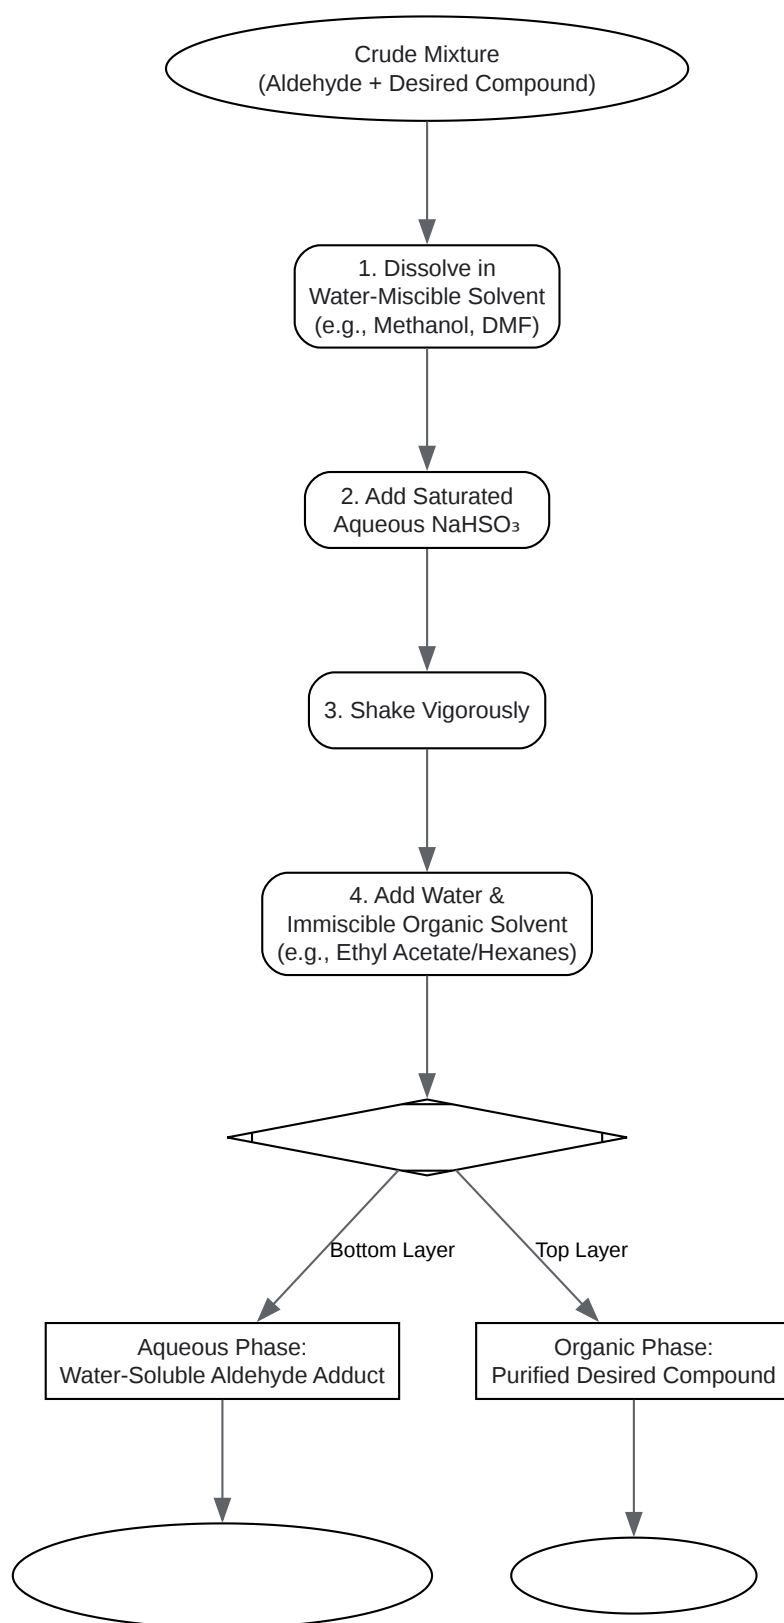 Crude Mixture
(Aldehyde + Desired Compound)
1. Dissolve in
Water-Miscible Solvent
(e.g., Methanol, DMF)
2. Add Saturated
Aqueous NaHSO₃
3. Shake Vigorously
4. Add Water &
Immiscible Organic Solvent
(e.g., Ethyl Acetate/Hexanes)
Bottom Layer
Top Layer
Aqueous Phase:
Water-Soluble Aldehyde Adduct
Organic Phase:
Purified Desired Compound